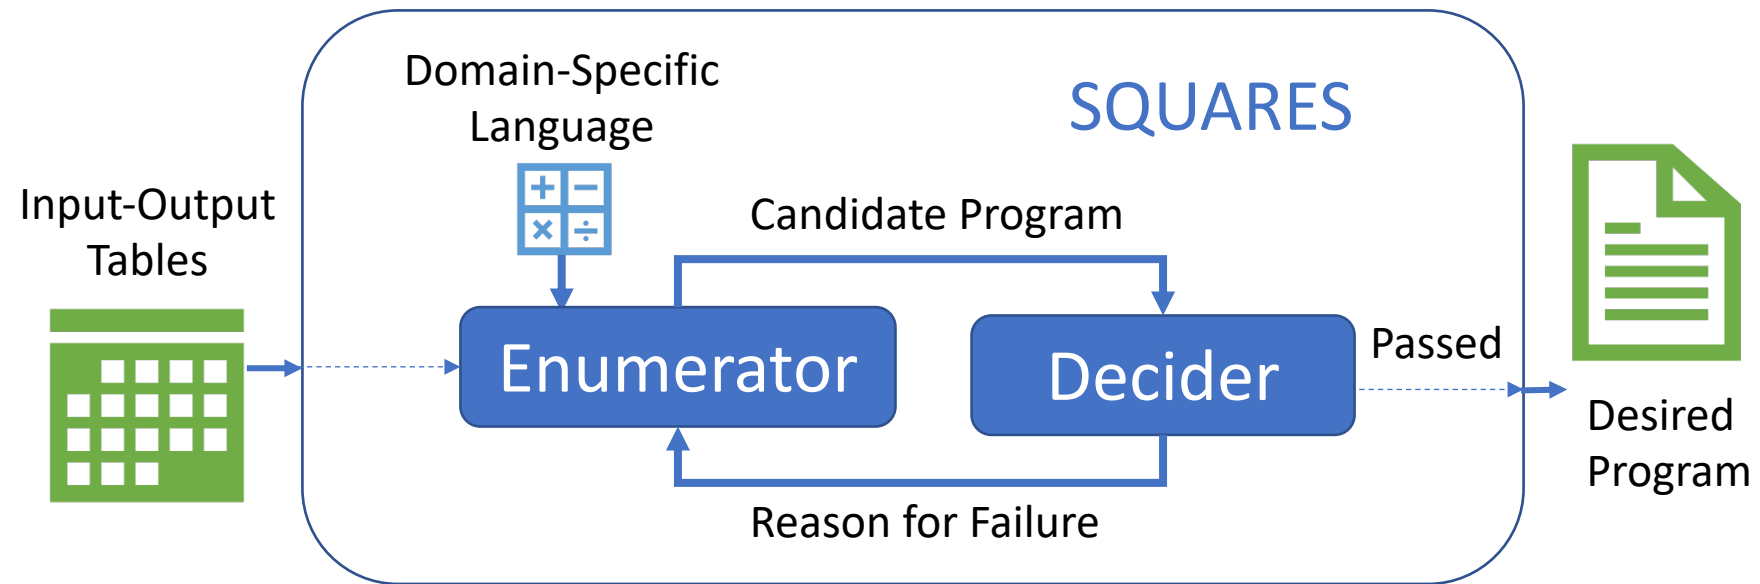 Domain-Specific
Language
SQUARES
Input-Output
Tables
Candidate Program
Enumerator
Decider
Passed
Reason for Failure
Desired
Program